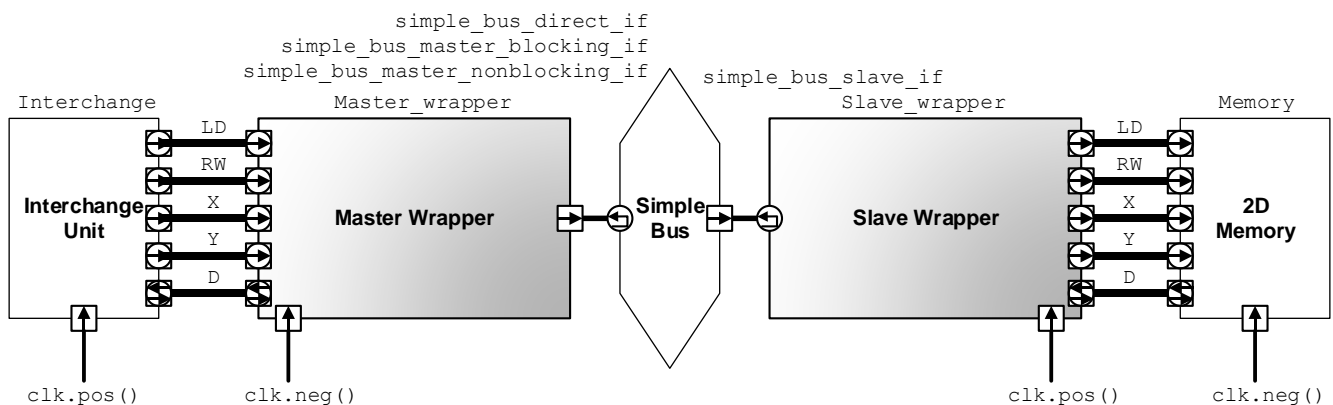 simple_bus_direct_if
simple_bus_master_blocking_if
simple_bus_master_nonblocking_if
simple_bus_slave_if
Interchange
Master_wrapper
Slave_wrapper
Memory
LD
RW
X
Y
D
Interchange
Unit
Master Wrapper
Simple
Bus
Slave Wrapper
LD
RW
X
Y
D
2D
Memory
clk.pos()
clk.neg()
clk.pos()
clk.neg()